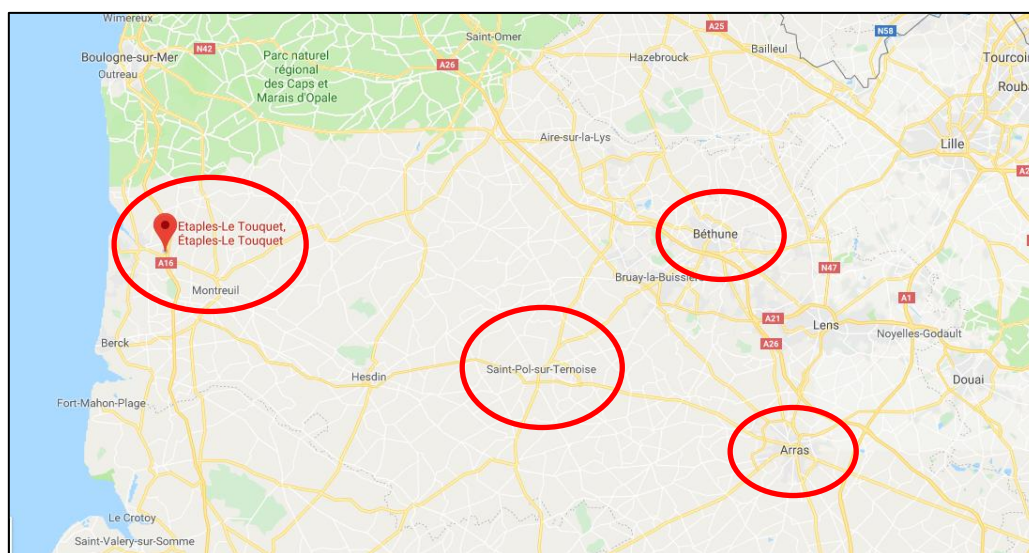 Wimereux
N42
Saint-Omer
A25
N58
Boulogne-sur-Mer
Parc naturel
régional
des Caps et
Marais d'Opale
A26
Hazebrouck
Bailleul
Tourcoin
Outreau
Rouba
Aire-sur-la-Lys
Lille
Etaples-Le Touquet,
Étaples-Le Touquet
A16
Béthune
Montreuil
Bruay-la-Buissière
N47
A1
A21
A26
Lens
Noyelles-Godault
Berck
Hesdin
Saint-Pol-sur-Ternoise
Douai
Fort-Mahon-Plage
Arras
Le Crotoy
Saint-Valery-sur-Somme